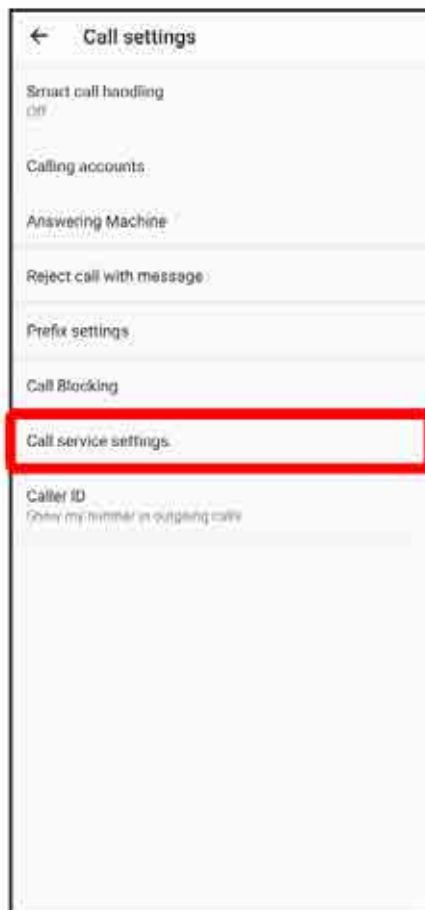 Call settings
Smart call handling
Off
Calling accounts
Answering Machine
Reject call with message
Prefix settings
Call Blocking
Call service settings
Caller ID
Show my number in outgoing calls